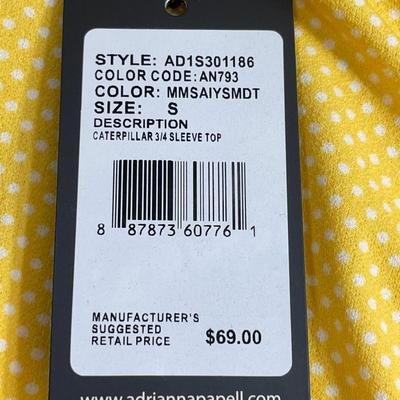 STYLE: AD1S301186
COLOR CODE: AN793
COLOR: MMSAIYSMDT
SIZE: S
DESCRIPTION
CATERPILLAR 3/4 SLEEVE TOP
8 87873 60776 1
MANUFACTURER'S
SUGGESTED
RETAIL PRICE $69.00
www.adriannapapell.com